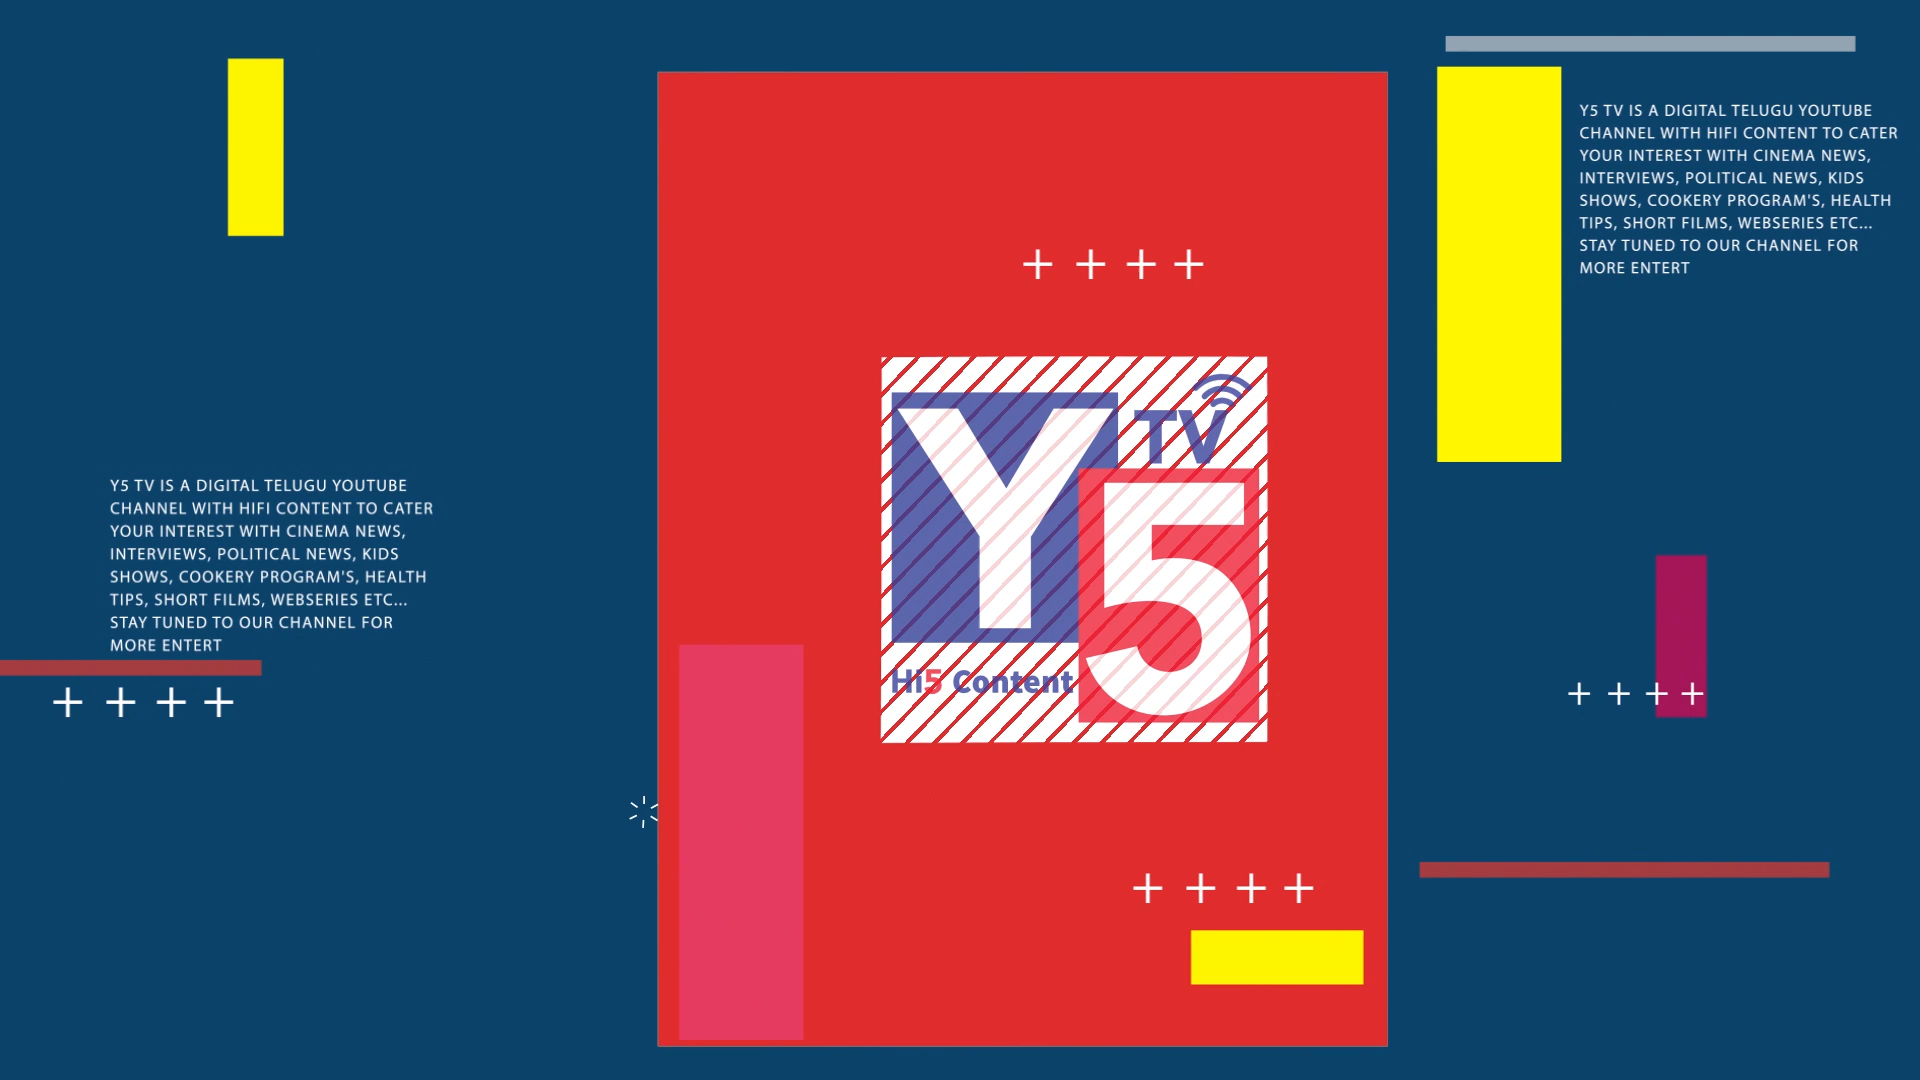 Y5 TV IS A DIGITAL TELUGU YOUTUBE
CHANNEL WITH HIFI CONTENT TO CATER
YOUR INTEREST WITH CINEMA NEWS,
INTERVIEWS, POLITICAL NEWS, KIDS
SHOWS, COOKERY PROGRAM'S, HEALTH
TIPS, SHORT FILMS, WEBSERIES ETC...
STAY TUNED TO OUR CHANNEL FOR
MORE ENTERT
Y TV
5
Hi5 Content
Y5 TV IS A DIGITAL TELUGU YOUTUBE
CHANNEL WITH HIFI CONTENT TO CATER
YOUR INTEREST WITH CINEMA NEWS,
INTERVIEWS, POLITICAL NEWS, KIDS
SHOWS, COOKERY PROGRAM'S, HEALTH
TIPS, SHORT FILMS, WEBSERIES ETC...
STAY TUNED TO OUR CHANNEL FOR
MORE ENTERT